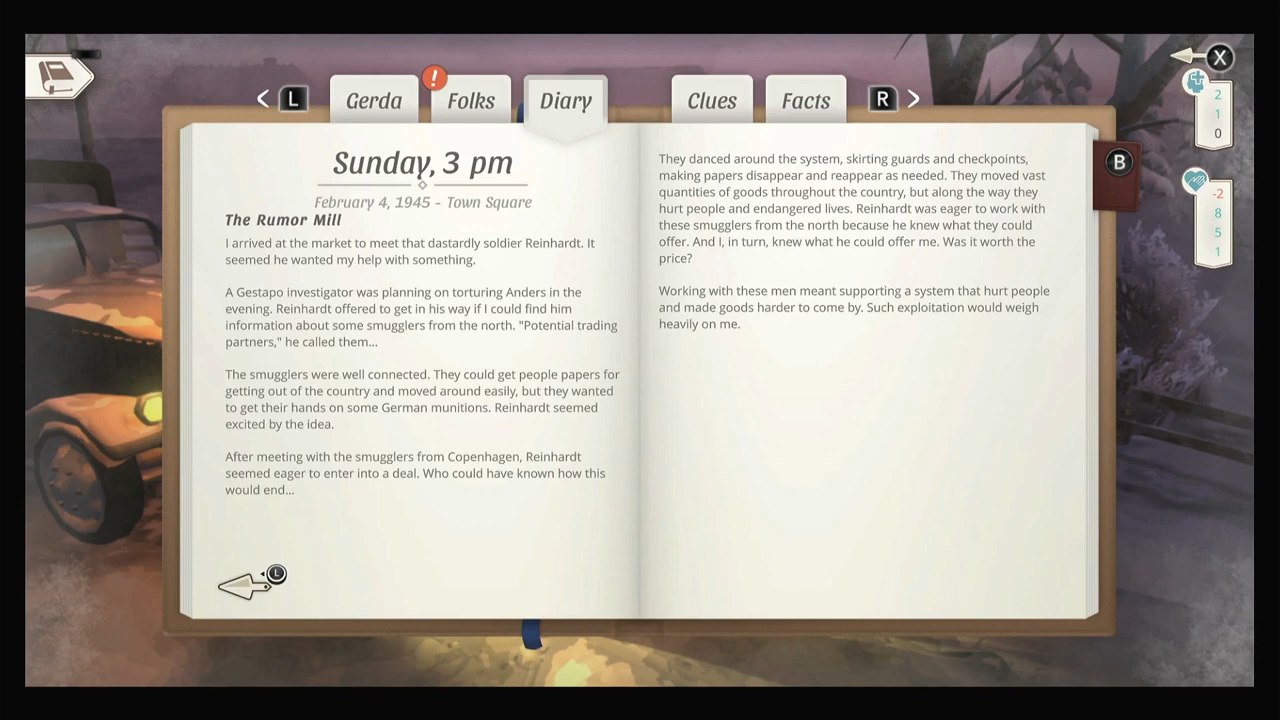 L
Gerda
!
Folks
Diary
Clues
Facts
R
X
B
2
1
0
-2
8
5
1
Sunday, 3 pm
February 4, 1945 - Town Square
The Rumor Mill
I arrived at the market to meet that dastardly soldier Reinhardt. It
seemed he wanted my help with something.
A Gestapo investigator was planning on torturing Anders in the
evening. Reinhardt offered to get in his way if I could find him
information about some smugglers from the north. "Potential trading
partners," he called them...
The smugglers were well connected. They could get people papers for
getting out of the country and moved around easily, but they wanted
to get their hands on some German munitions. Reinhardt seemed
excited by the idea.
After meeting with the smugglers from Copenhagen, Reinhardt
seemed eager to enter into a deal. Who could have known how this
would end...
L
They danced around the system, skirting guards and checkpoints,
making papers disappear and reappear as needed. They moved vast
quantities of goods throughout the country, but along the way they
hurt people and endangered lives. Reinhardt was eager to work with
these smugglers from the north because he knew what they could
offer. And I, in turn, knew what he could offer me. Was it worth the
price?
Working with these men meant supporting a system that hurt people
and made goods harder to come by. Such exploitation would weigh
heavily on me.